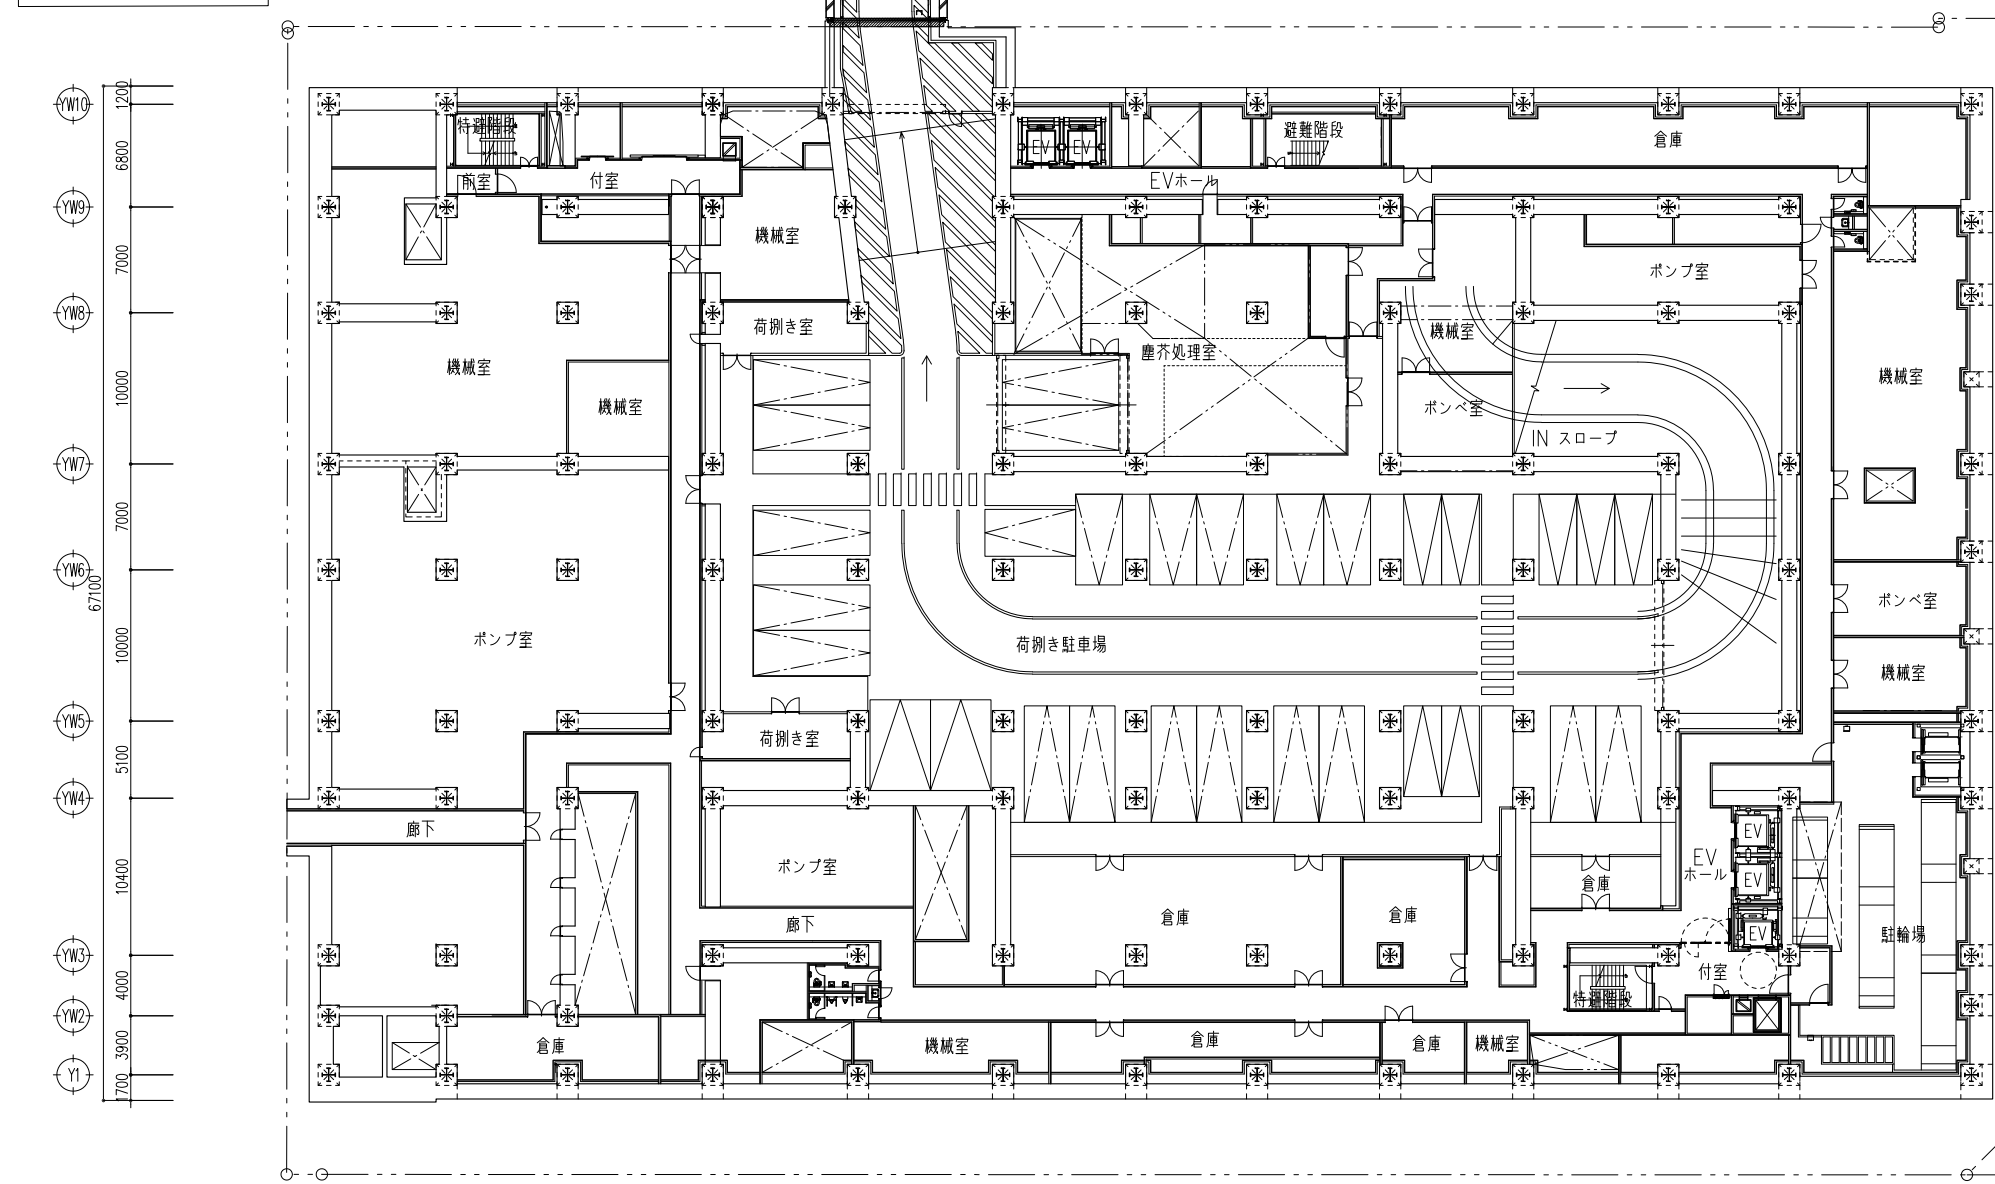 YW10
1200
特避階段
避難階段
倉庫
EV
EV
6800
前室
付室
EVホール
YW9
機械室
ポンプ室
7000
YW8
荷捌き室
機械室
塵芥処理室
機械室
機械室
10000
機械室
ボンベ室
IN スロープ
YW7
7000
YW6
67100
ボンベ室
10000
ポンプ室
荷捌き駐車場
機械室
YW5
荷捌き室
5100
YW4
廊下
EV
EV
ホール
ポンプ室
10400
EV
倉庫
倉庫
倉庫
廊下
EV
駐輪場
YW3
付室
4000
特避階段
YW2
3900
倉庫
機械室
倉庫
倉庫
機械室
Y1
1700